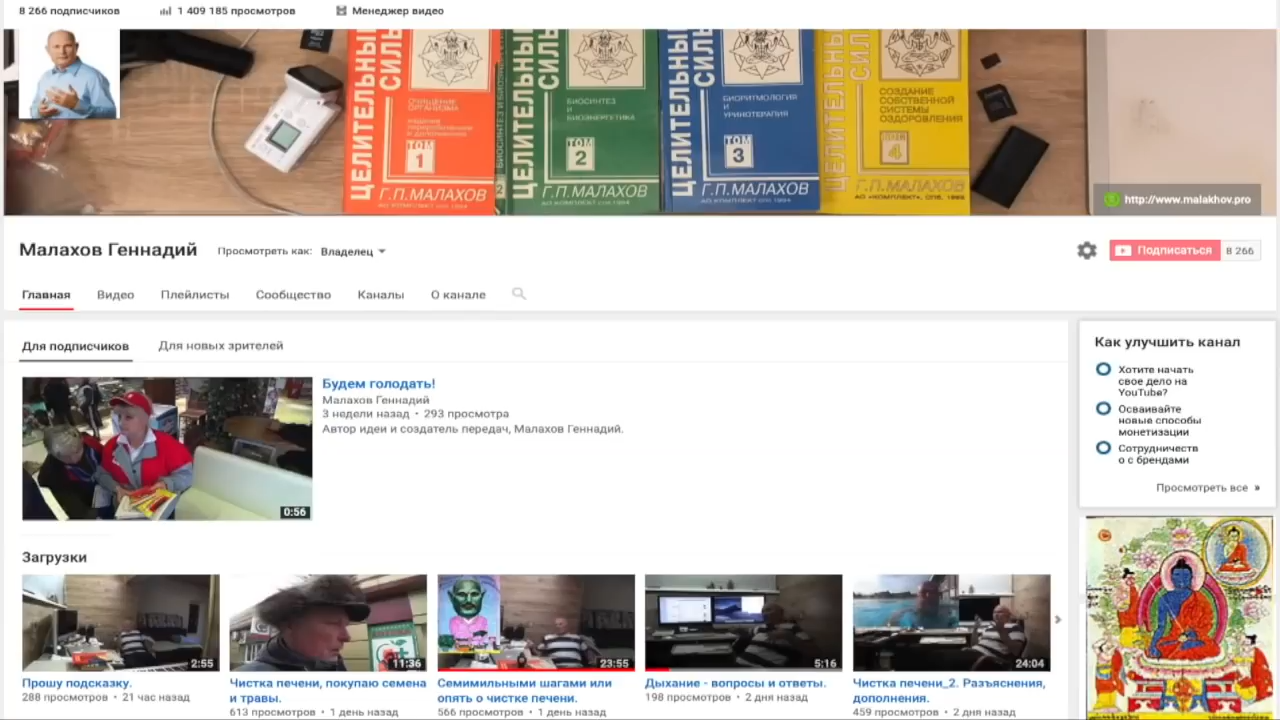 8 266 подписчиков
1 409 185 просмотров
Менеджер видео
ЦЕЛИТЕЛЬНЫЕ СИЛЫ
ОЧИЩЕНИЕ
ОРГАНИЗМА
ТОМ
1
Г.П.МАЛАХОВ
ЦЕЛИТЕЛЬНЫЕ СИЛЫ
БИОСИНТЕЗ
И
БИОЭНЕРГЕТИКА
ТОМ
2
Г.П.МАЛАХОВ
ЦЕЛИТЕЛЬНЫЕ СИЛЫ
БИОРИТМОЛОГИЯ
И
УРИНОТЕРАПИЯ
ТОМ
3
Г.П.МАЛАХОВ
ЦЕЛИТЕЛЬНЫЕ СИЛЫ
СОЗДАНИЕ
СОБСТВЕННОЙ
СИСТЕМЫ
ОЗДОРОВЛЕНИЯ
ТОМ
4
Г.П.МАЛАХОВ
http://www.malakhov.pro
Малахов Геннадий
Просмотреть как: Владелец
Подписаться 8 266
Главная Видео Плейлисты Сообщество Каналы О канале
Для подписчиков Для новых зрителей
Будем голодать!
Малахов Геннадий
3 недели назад • 293 просмотра
Автор идеи и создатель передач, Малахов Геннадий.
0:56
Как улучшить канал
Хотите начать
свое дело на
YouTube?
Осваивайте
новые способы
монетизации
Сотрудничеств
о с брендами
Просмотреть все »
Загрузки
2:55
Прошу подсказку.
288 просмотров • 21 час назад
11:36
Чистка печени, покупаю семена
и травы.
613 просмотров • 1 день назад
23:55
Семимильными шагами или
опять о чистке печени.
566 просмотров • 1 день назад
5:16
Дыхание - вопросы и ответы.
198 просмотров • 2 дня назад
24:04
Чистка печени_2. Разъяснения,
дополнения.
459 просмотров • 2 дня назад